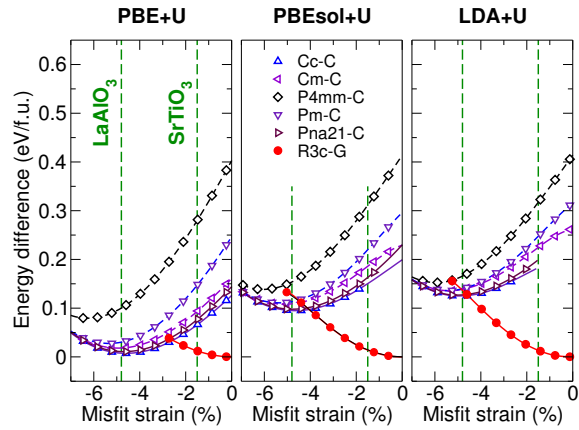 PBE+U PBEsol+U LDA+U
Energy difference (eV/f.u.)
0.6
0.5
0.4
0.3
0.2
0.1
0
LaAlO3
SrTiO3
Cc-C
Cm-C
P4mm-C
Pm-C
Pna21-C
R3c-G
-6 -4 -2 0 -6 -4 -2 0 -6 -4 -2 0
Misfit strain (%) Misfit strain (%) Misfit strain (%)